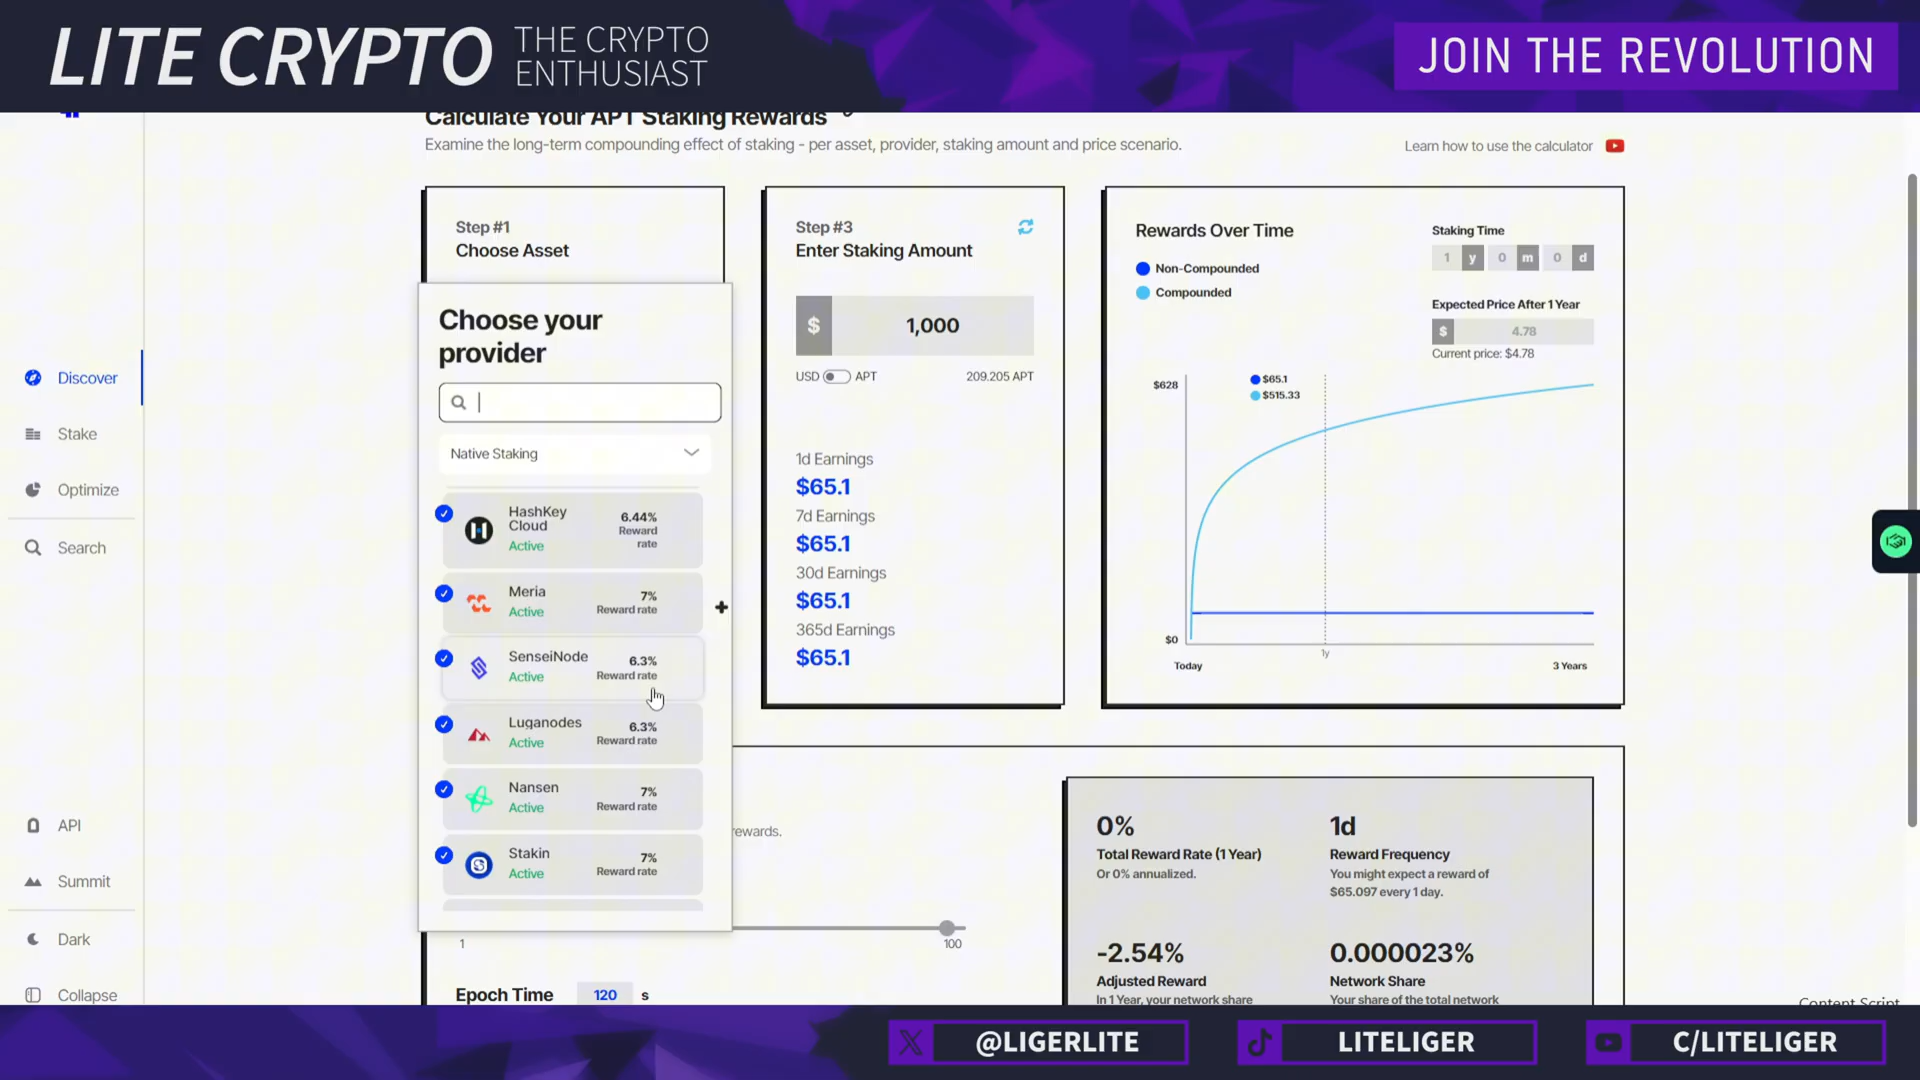 LITE CRYPTO
THE CRYPTO
ENTHUSIAST
JOIN THE REVOLUTION
Calculate Your APT Staking Rewards
Examine the long-term compounding effect of staking - per asset, provider, staking amount and price scenario.
Learn how to use the calculator
Discover
Stake
Optimize
Search
API
Summit
Dark
Collapse
Step #1
Choose Asset
Choose your
provider
Native Staking
HashKey
Cloud
Active
6.44%
Reward
rate
Meria
Active
7%
Reward rate
SenseiNode
Active
6.3%
Reward rate
Luganodes
Active
6.3%
Reward rate
Nansen
Active
7%
Reward rate
Stakin
Active
7%
Reward rate
Step #3
Enter Staking Amount
$ 1,000
USD APT 209.205 APT
1d Earnings
$65.1
7d Earnings
$65.1
30d Earnings
$65.1
365d Earnings
$65.1
Rewards Over Time
Non-Compounded
Compounded
Staking Time
1 y 0 m 0 d
Expected Price After 1 Year
$ 4.78
Current price: $4.78
$628
$65.1
$515.33
$0
1y
Today
3 Years
ewards.
1
100
Epoch Time 120 s
0%
Total Reward Rate (1 Year)
Or 0% annualized.
1d
Reward Frequency
You might expect a reward of
$65.097 every 1 day.
-2.54%
Adjusted Reward
In 1 Year, your network share
0.000023%
Network Share
Your share of the total network
Content Script
@LIGERLITE
LITELIGER
C/LITELIGER